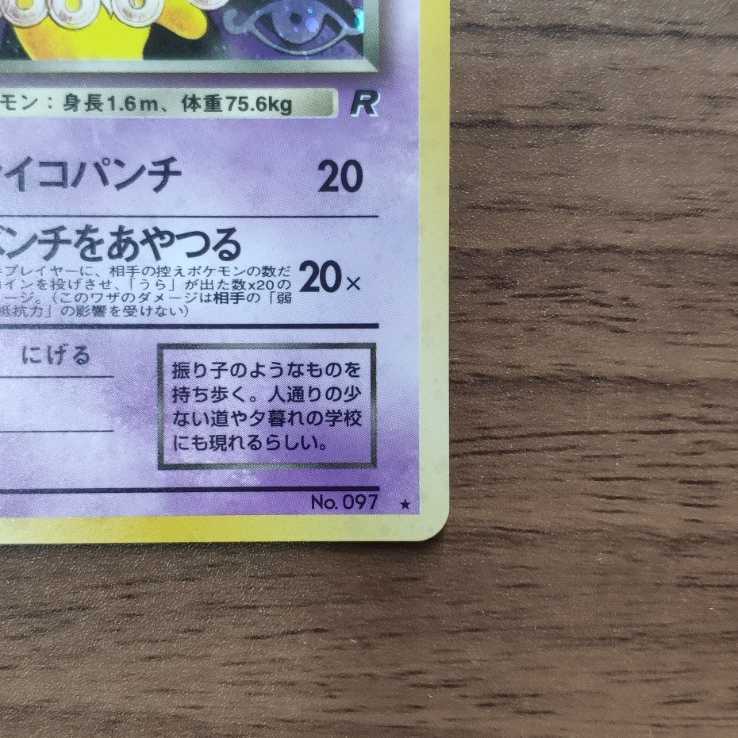 モン：身長1.6m、体重75.6kg R
イコパンチ 20
ンチをあやつる
プレイヤーに、相手の控えポケモンの数だ
インを投げさせ、「うら」が出た数x20の
ージ。（このワザのダメージは相手の「弱
抵抗力」の影響を受けない）
20×
にげる
振り子のようなものを
持ち歩く。人通りの少
ない道や夕暮れの学校
にも現れるらしい。
No. 097 ★